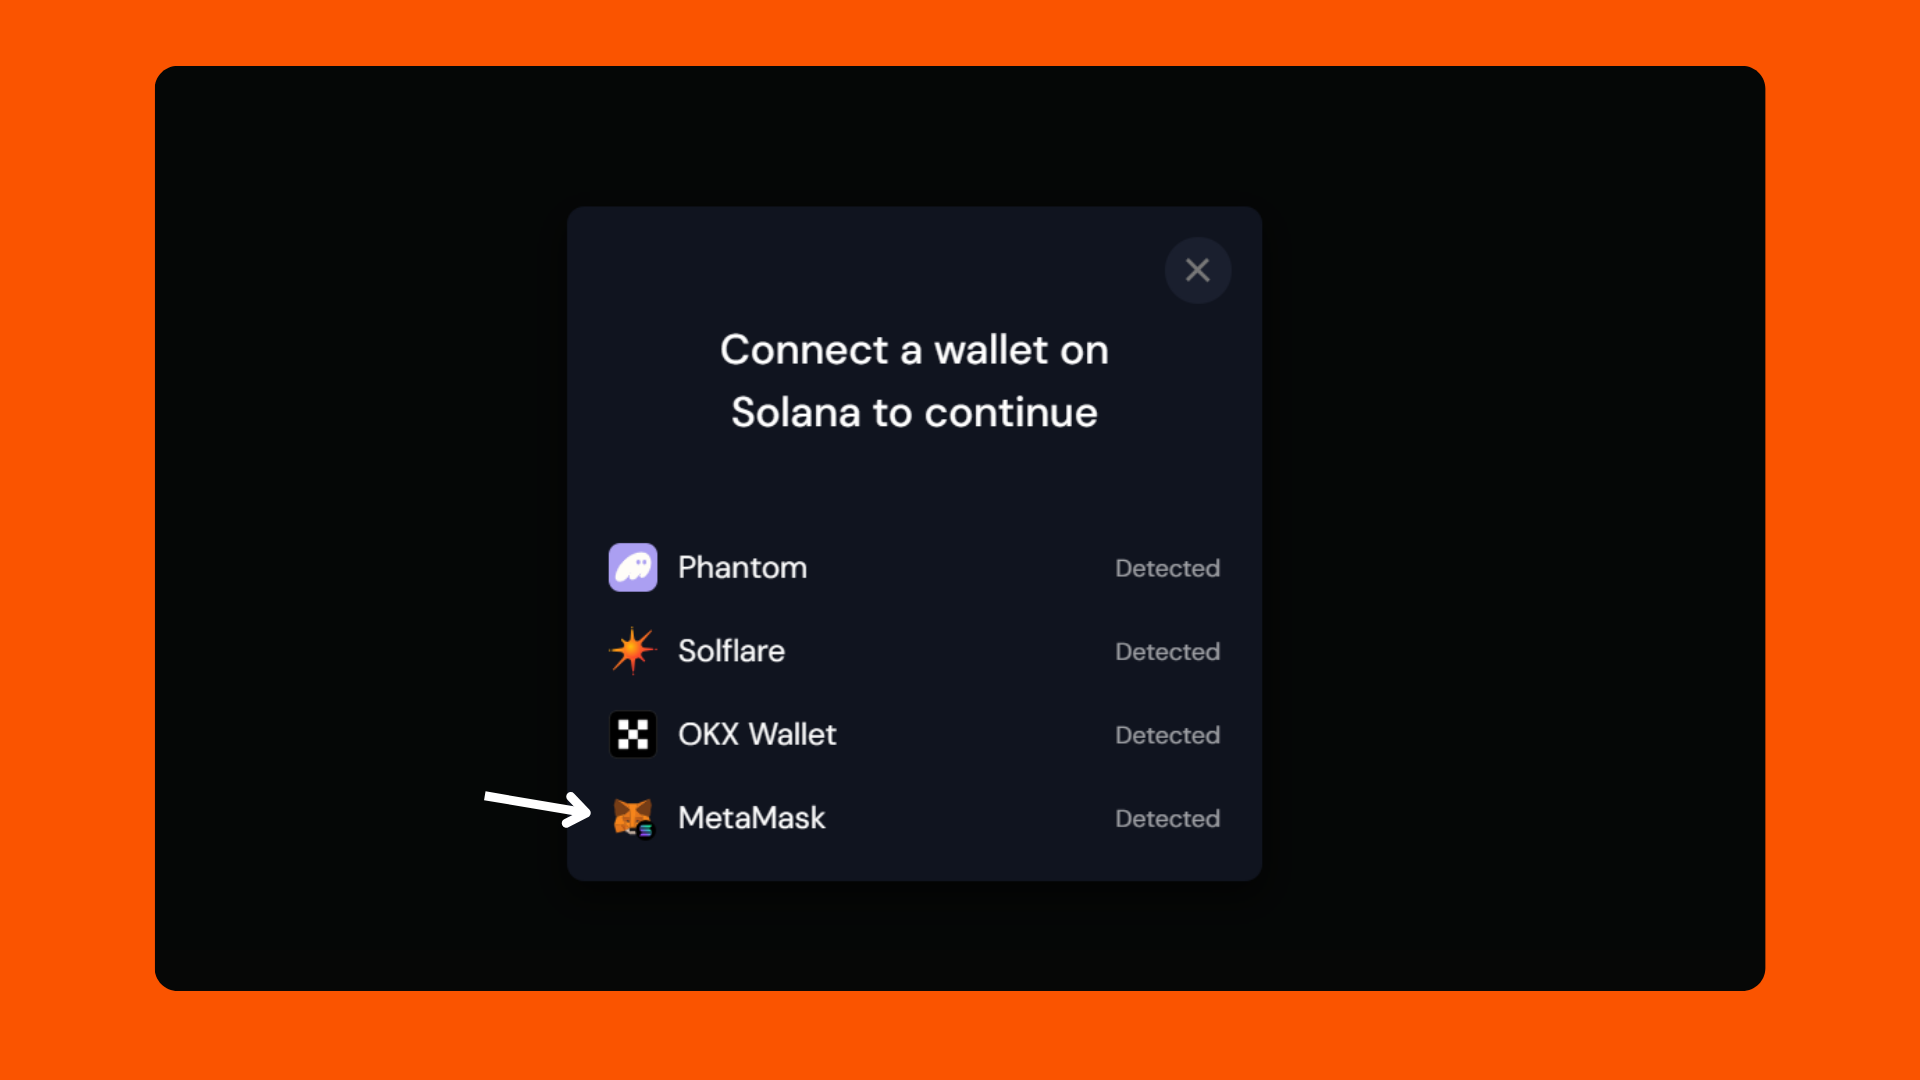 Connect a wallet on
Solana to continue
Phantom Detected
Solflare Detected
OKX Wallet Detected
MetaMask Detected